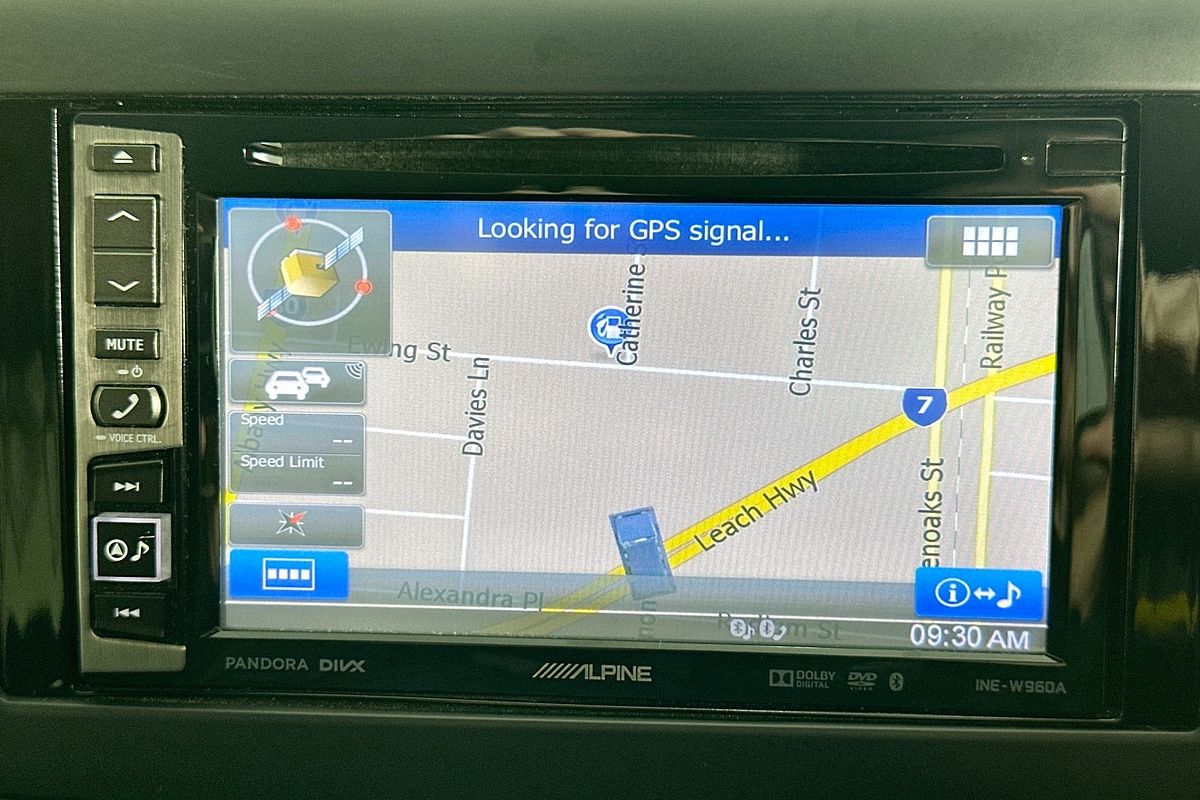 Looking for GPS signal...
MUTE
VOICE CTRL.
Catherine
Ewing St
Davies Ln
Charles St
Railway
7
Speed
--
Speed Limit
--
Leach Hwy
enoaks St
Alexandra Pl
09:30 AM
PANDORA DIVX
ALPINE
DOLBY
DIGITAL
DVD
VIDEO
INE-W960A